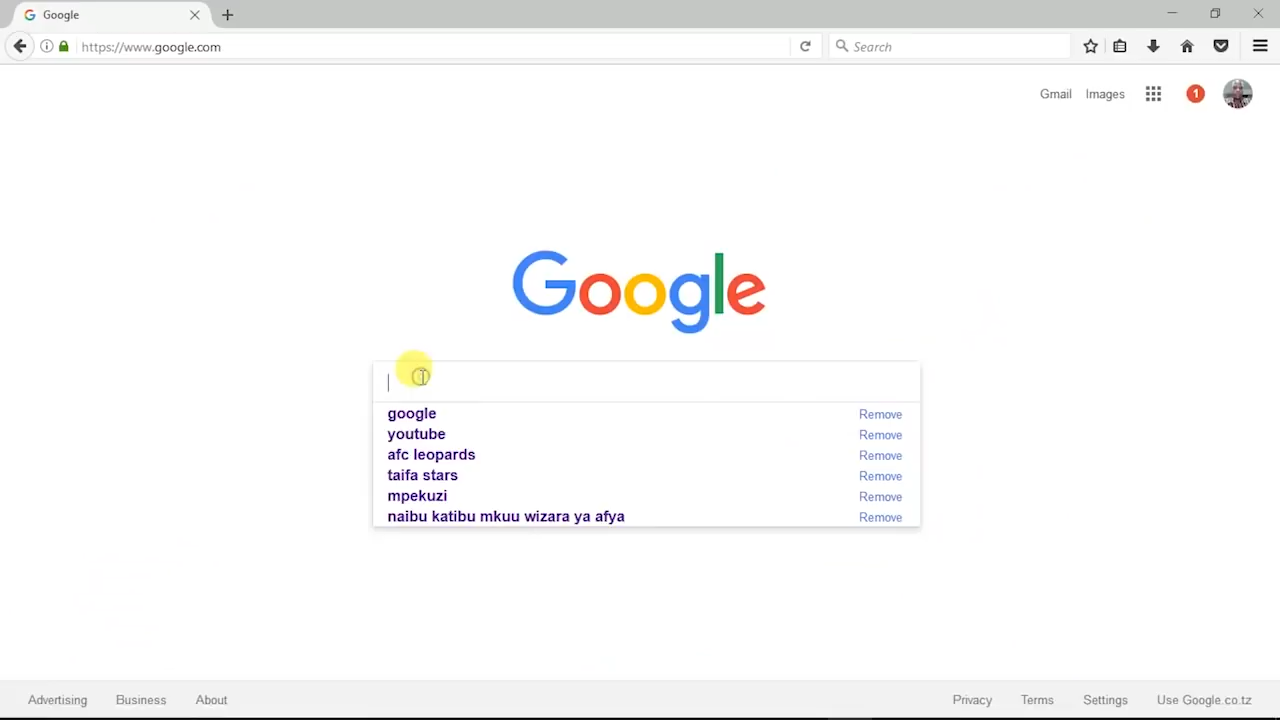 Google
https://www.google.com
Search
Gmail
Images
1
Google
google Remove
youtube Remove
afc leopards Remove
taifa stars Remove
mpekuzi Remove
naibu katibu mkuu wizara ya afya Remove
Advertising Business About Privacy Terms Settings Use Google.co.tz